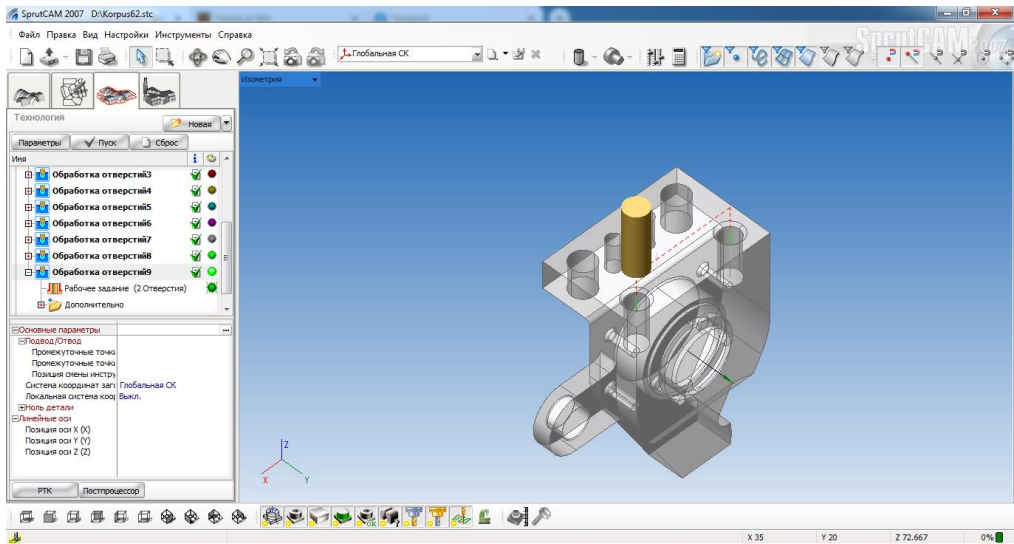 SprutCAM 2007 D:\Korpus62.stc
Файл Правка Вид Настройки Инструменты Справка
Глобальная СК
SprutCAM 2007
Изометрия
Технология
Новая
Параметры Пуск Сброс
Имя
Обработка отверстий3
Обработка отверстий4
Обработка отверстий5
Обработка отверстий6
Обработка отверстий7
Обработка отверстий8
Обработка отверстий9
Рабочее задание (2 Отверстия)
Дополнительно
Основные параметры ...
Подвод/Отвод
Промежуточные точк
Промежуточные точк
Позиция смены инстру
Система координат заг Глобальная СК
Локальная система коор Выкл.
Ноль детали
Линейные оси
Позиция оси X (X)
Позиция оси Y (Y)
Позиция оси Z (Z)
Z
X
Y
РТК Постпроцессор
OK
X 35 Y 20 Z 72.667 0%